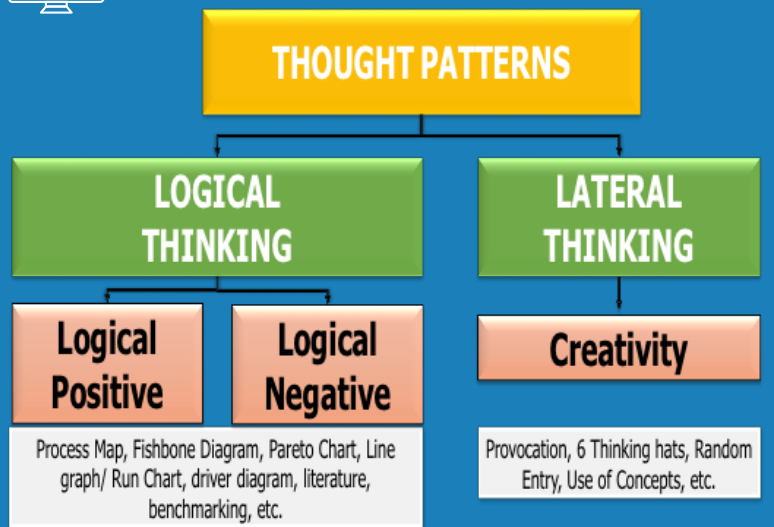 THOUGHT PATTERNS
LOGICAL
THINKING
LATERAL
THINKING
Logical
Positive
Logical
Negative
Creativity
Process Map, Fishbone Diagram, Pareto Chart, Line
graph/ Run Chart, driver diagram, literature,
benchmarking, etc.
Provocation, 6 Thinking hats, Random
Entry, Use of Concepts, etc.